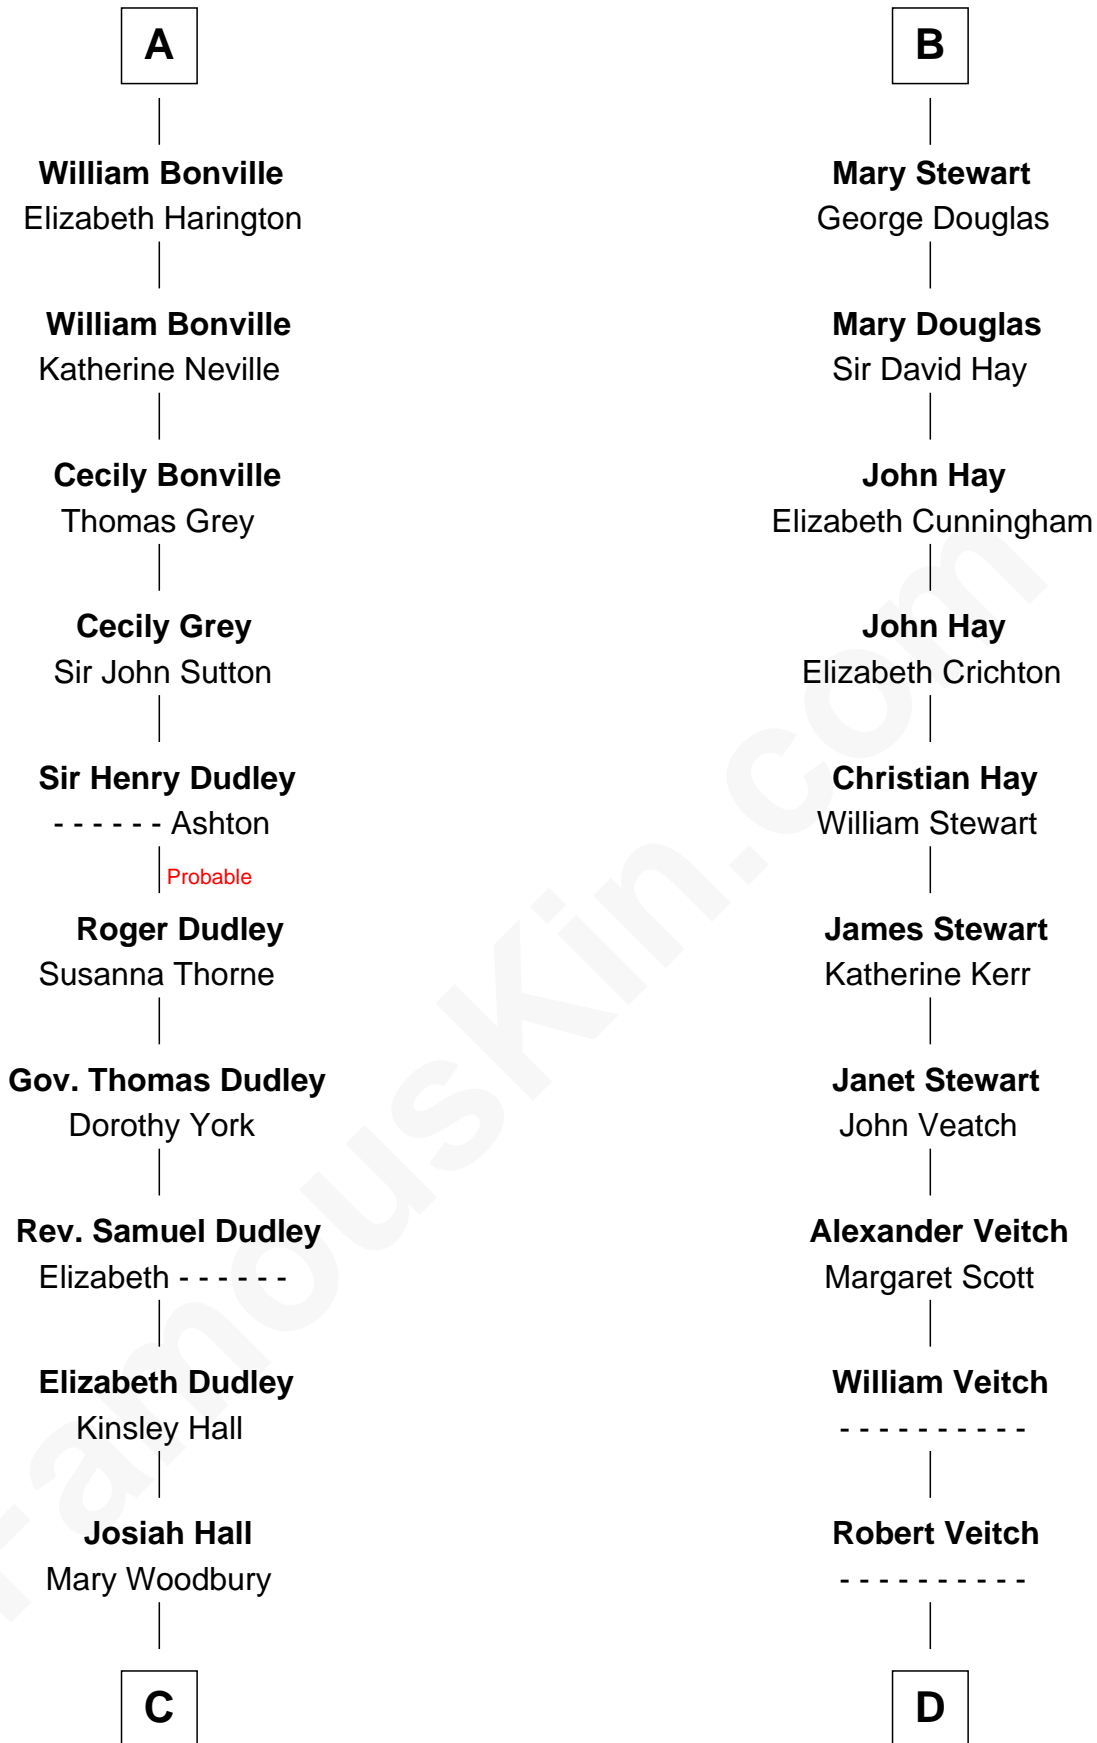 A
William Bonville
Elizabeth Harington
William Bonville
Katherine Neville
Cecily Bonville
Thomas Grey
Cecily Grey
Sir John Sutton
Sir Henry Dudley
- - - - - - Ashton
Probable
Roger Dudley
Susanna Thorne
Gov. Thomas Dudley
Dorothy York
Rev. Samuel Dudley
Elizabeth - - - - - -
Elizabeth Dudley
Kinsley Hall
Josiah Hall
Mary Woodbury
C
B
Mary Stewart
George Douglas
Mary Douglas
Sir David Hay
John Hay
Elizabeth Cunningham
John Hay
Elizabeth Crichton
Christian Hay
William Stewart
James Stewart
Katherine Kerr
Janet Stewart
John Veatch
Alexander Veitch
Margaret Scott
William Veitch
- - - - - - - - - -
Robert Veitch
- - - - - - - - - -
D
FamousKin.com